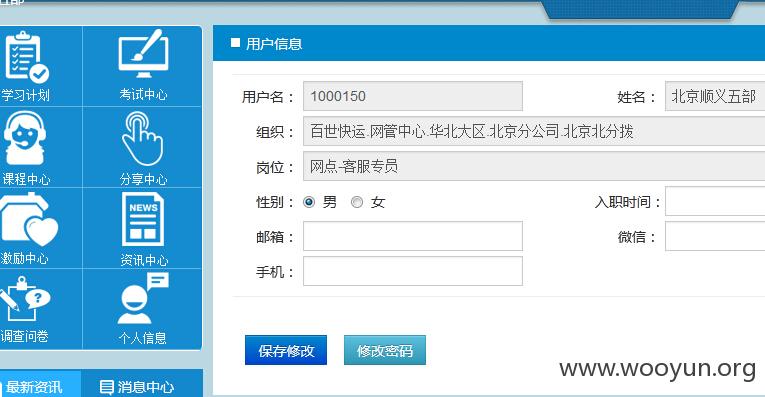 用户信息
学习计划 考试中心
课程中心 分享中心
激励中心 资讯中心
NEWS
调查问卷 个人信息
最新资讯 消息中心
用户名： 1000150 姓名： 北京顺义五部
组织： 百世快运.网管中心.华北大区.北京分公司.北京北分拨
岗位： 网点-客服专员
性别： 男 女 入职时间：
邮箱： 微信：
手机：
保存修改 修改密码
www.wooyun.org